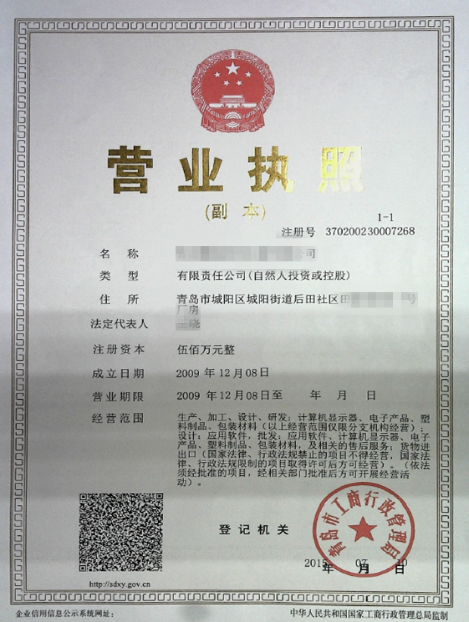 营业执照
(副 本)
1-1
注册号 370200230007268
名 称 司
类 型 有限责任公司(自然人投资或控股)
住 所 青岛市城阳区城阳街道后田社区 号
厂房
法定代表人
注册资本 伍佰万元整
成立日期 2009 年 12 月 08 日
营业期限 2009 年 12 月 08 日至 年 月 日
经营范围 生产、加工、设计、研发:计算机显示器、电子产品、塑
料制品、包装材料(以上经营范围仅限分支机构经营);
设计:应用软件,批发:应用软件、计算机显示器、电子产
品、塑料制品、包装材料,及相关的售后服务;货物进
出口(国家法律、行政法规禁止的项目不得经营,国家法
律、行政法规限制的项目取得许可后方可经营)。(依法
须经批准的项目,经相关部门批准后方可开展经营活
动)。
登 记 机 关
青岛市工商行政管理局
年 07 月 日
http://sdxy.gov.cn
企业信用信息公示系统网址:
中华人民共和国国家工商行政管理总局监制